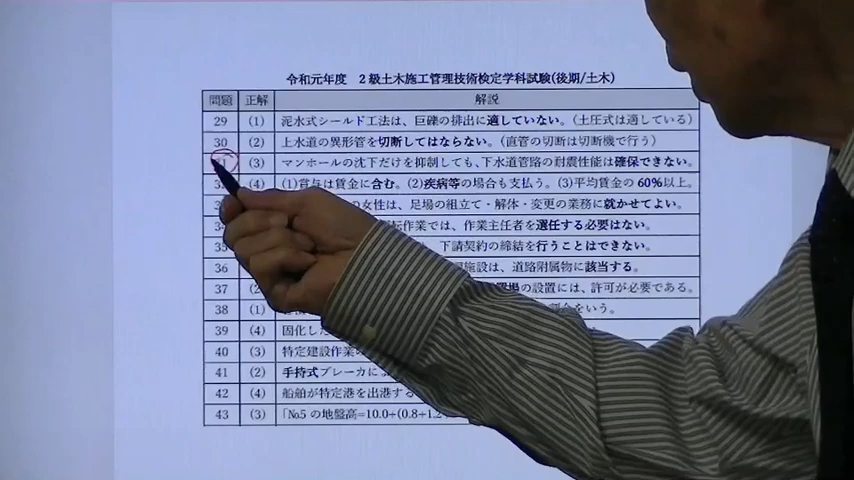 令和元年度 2級土木施工管理技術検定学科試験(後期/土木)
問題 正解 解説
29 (1) 泥水式シールド工法は、巨礫の排出に適していない。(土圧式は適している)
30 (2) 上水道の異形管を切断してはならない。(直管の切断は切断機で行う)
(3) マンホールの沈下だけを抑制しても、下水道管路の耐震性能は確保できない。
(4) (1)賞与は賃金に含む。(2)疾病等の場合も支払う。(3)平均賃金の60%以上。
の女性は、足場の組立て・解体・変更の業務に就かせてよい。
34 転作業では、作業主任者を選任する必要はない。
35 下請契約の締結を行うことはできない。
36 施設は、道路附属物に該当する。
37 の設置には、許可が必要である。
38 (1) をいう。
39 (4) 固化した
40 (3) 特定建設作業の
41 (2) 手持式ブレーカに
42 (4) 船舶が特定港を出港する
43 (3) 「№5の地盤高=10.0+(0.8+1.2